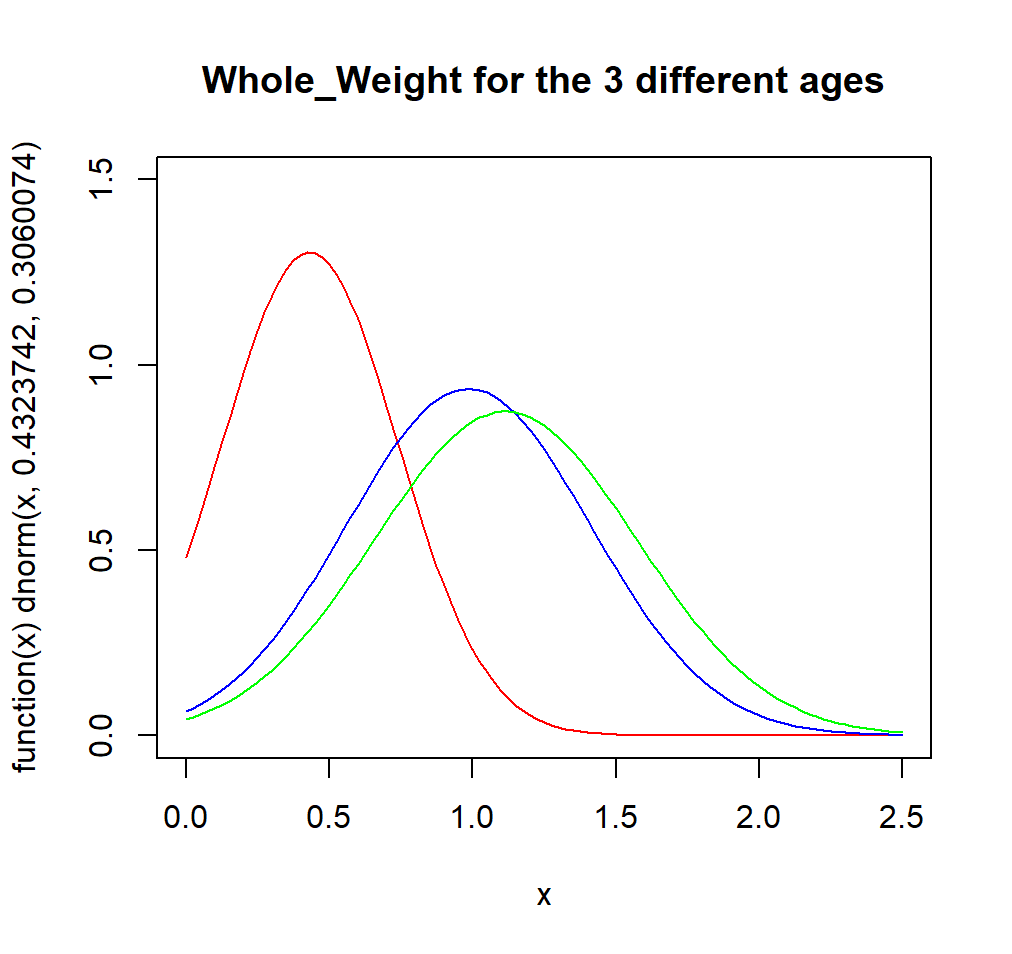 Whole_Weight for the 3 different ages
function(x) dnorm(x, 0.4323742, 0.3060074)
1.5
1.0
0.5
0.0
0.0 0.5 1.0 1.5 2.0 2.5
x